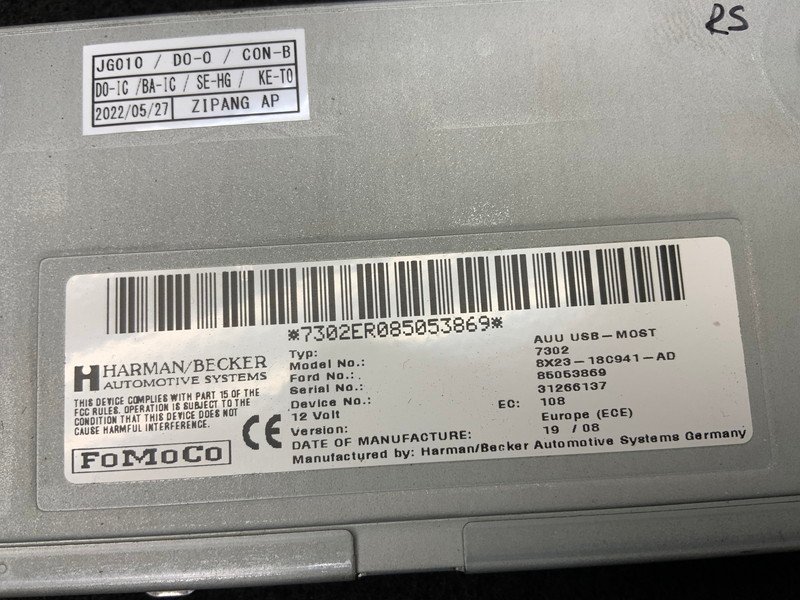 RS
JG010 / DO-O / CON-B
DO-IC /BA-IC / SE-HG / KE-TO
2022/05/27 ZIPANG AP
*7302ER085053869*
HARMAN/BECKER
AUTOMOTIVE SYSTEMS
THIS DEVICE COMPLIES WITH PART 15 OF THE
FCC RULES. OPERATION IS SUBJECT TO THE
CONDITION THAT THIS DEVICE DOES NOT
CAUSE HARMFUL INTERFERENCE.
CE
FoMoCo
Typ: AUU USB-MOST
Model No.: 7302
Ford No.: 8X23-18C941-AD
Serial No.: 85053869
Device No.: 31266137
12 Volt EC: 108
Version: Europe (ECE)
DATE OF MANUFACTURE: 19 / 08
Manufactured by: Harman/Becker Automotive Systems Germany